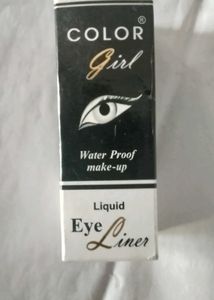 COLOR ®
Girl
Water Proof
make-up
Liquid
Eye Liner